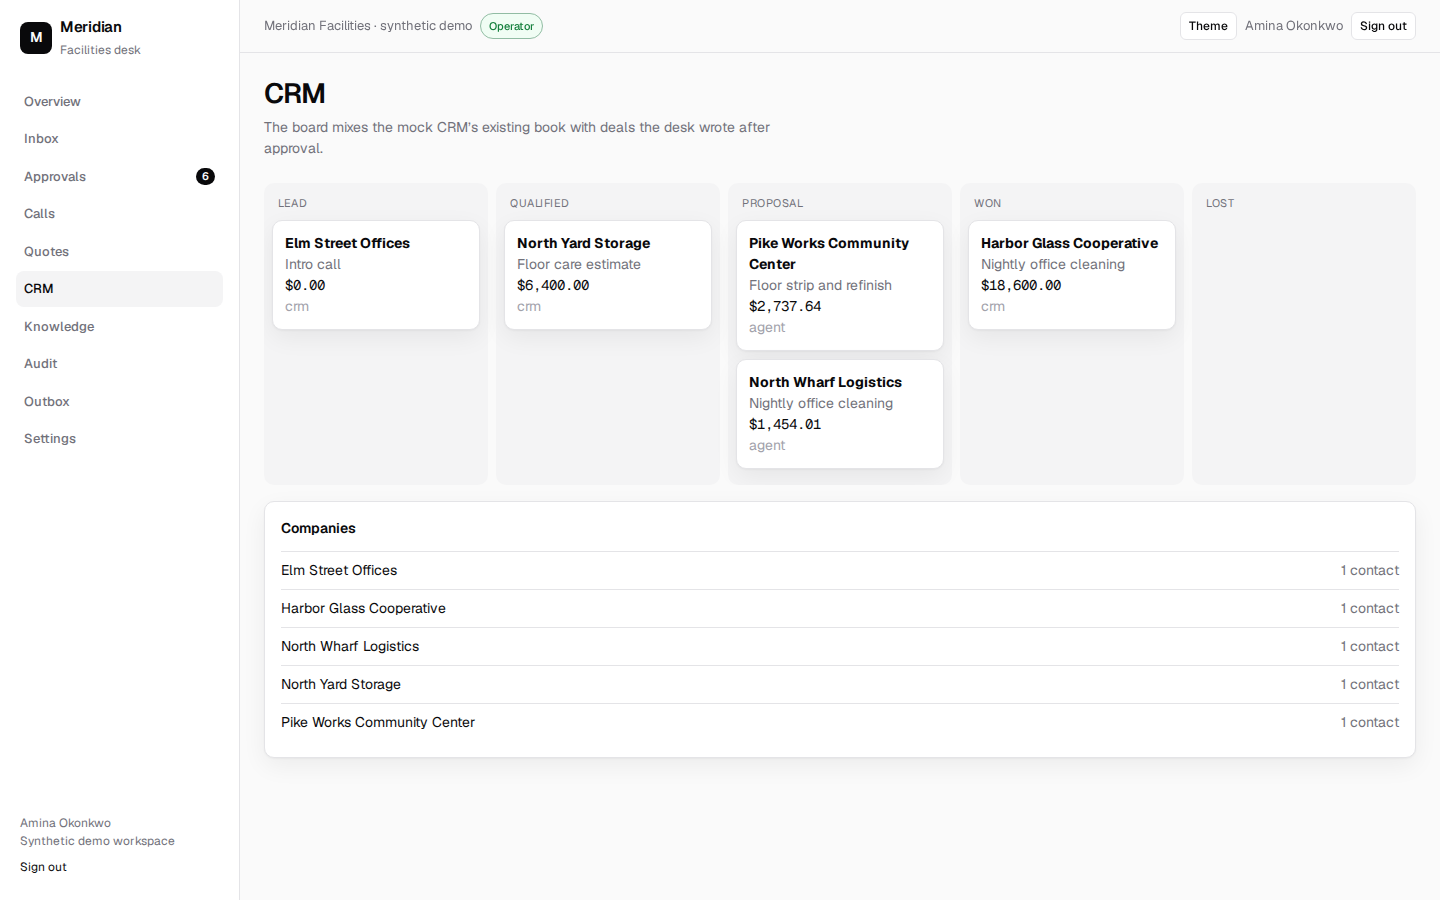 M
Meridian
Facilities desk
Overview
Inbox
Approvals 6
Calls
Quotes
CRM
Knowledge
Audit
Outbox
Settings
Amina Okonkwo
Synthetic demo workspace
Sign out
Meridian Facilities · synthetic demo Operator
Theme Amina Okonkwo Sign out
CRM
The board mixes the mock CRM's existing book with deals the desk wrote after
approval.
LEAD
Elm Street Offices
Intro call
$0.00
crm
QUALIFIED
North Yard Storage
Floor care estimate
$6,400.00
crm
PROPOSAL
Pike Works Community
Center
Floor strip and refinish
$2,737.64
agent
North Wharf Logistics
Nightly office cleaning
$1,454.01
agent
WON
Harbor Glass Cooperative
Nightly office cleaning
$18,600.00
crm
LOST
Companies
Elm Street Offices 1 contact
Harbor Glass Cooperative 1 contact
North Wharf Logistics 1 contact
North Yard Storage 1 contact
Pike Works Community Center 1 contact